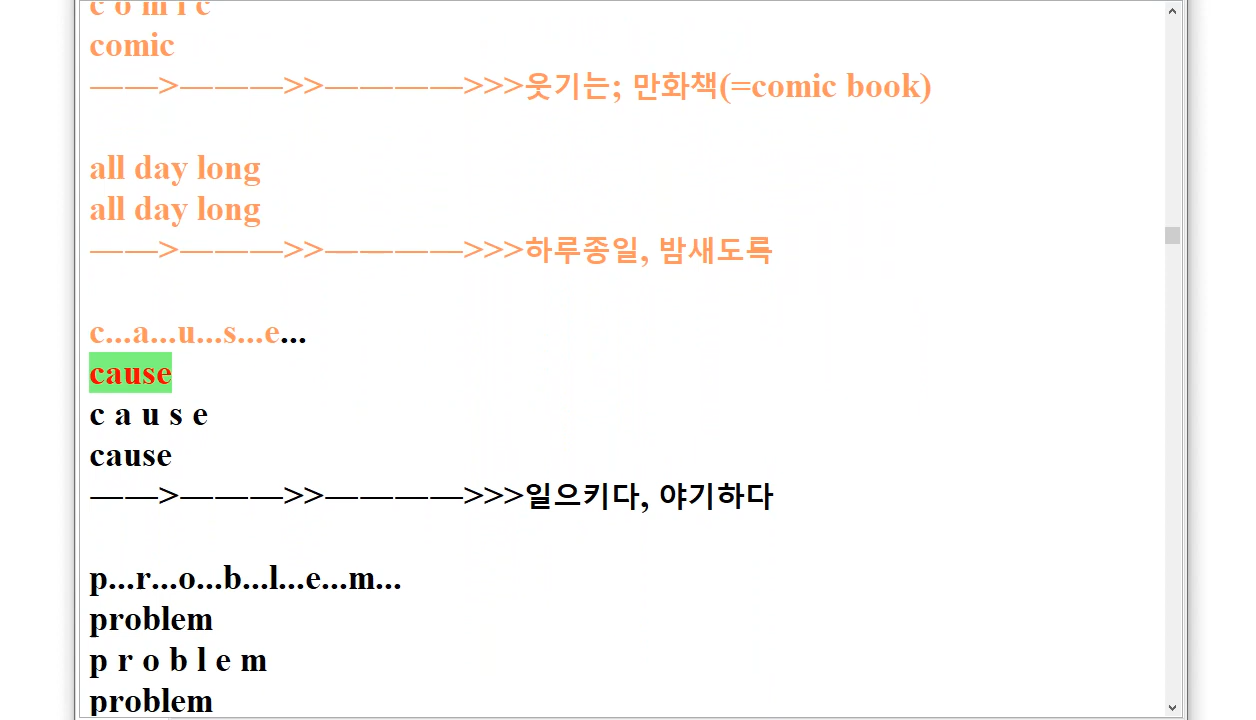 c o m i c
comic
——>———>>————>>>웃기는; 만화책(=comic book)
all day long
all day long
——>———>>————>>>하루종일, 밤새도록
c...a...u...s...e...
cause
c a u s e
cause
——>———>>————>>>일으키다, 야기하다
p...r...o...b...l...e...m...
problem
p r o b l e m
problem